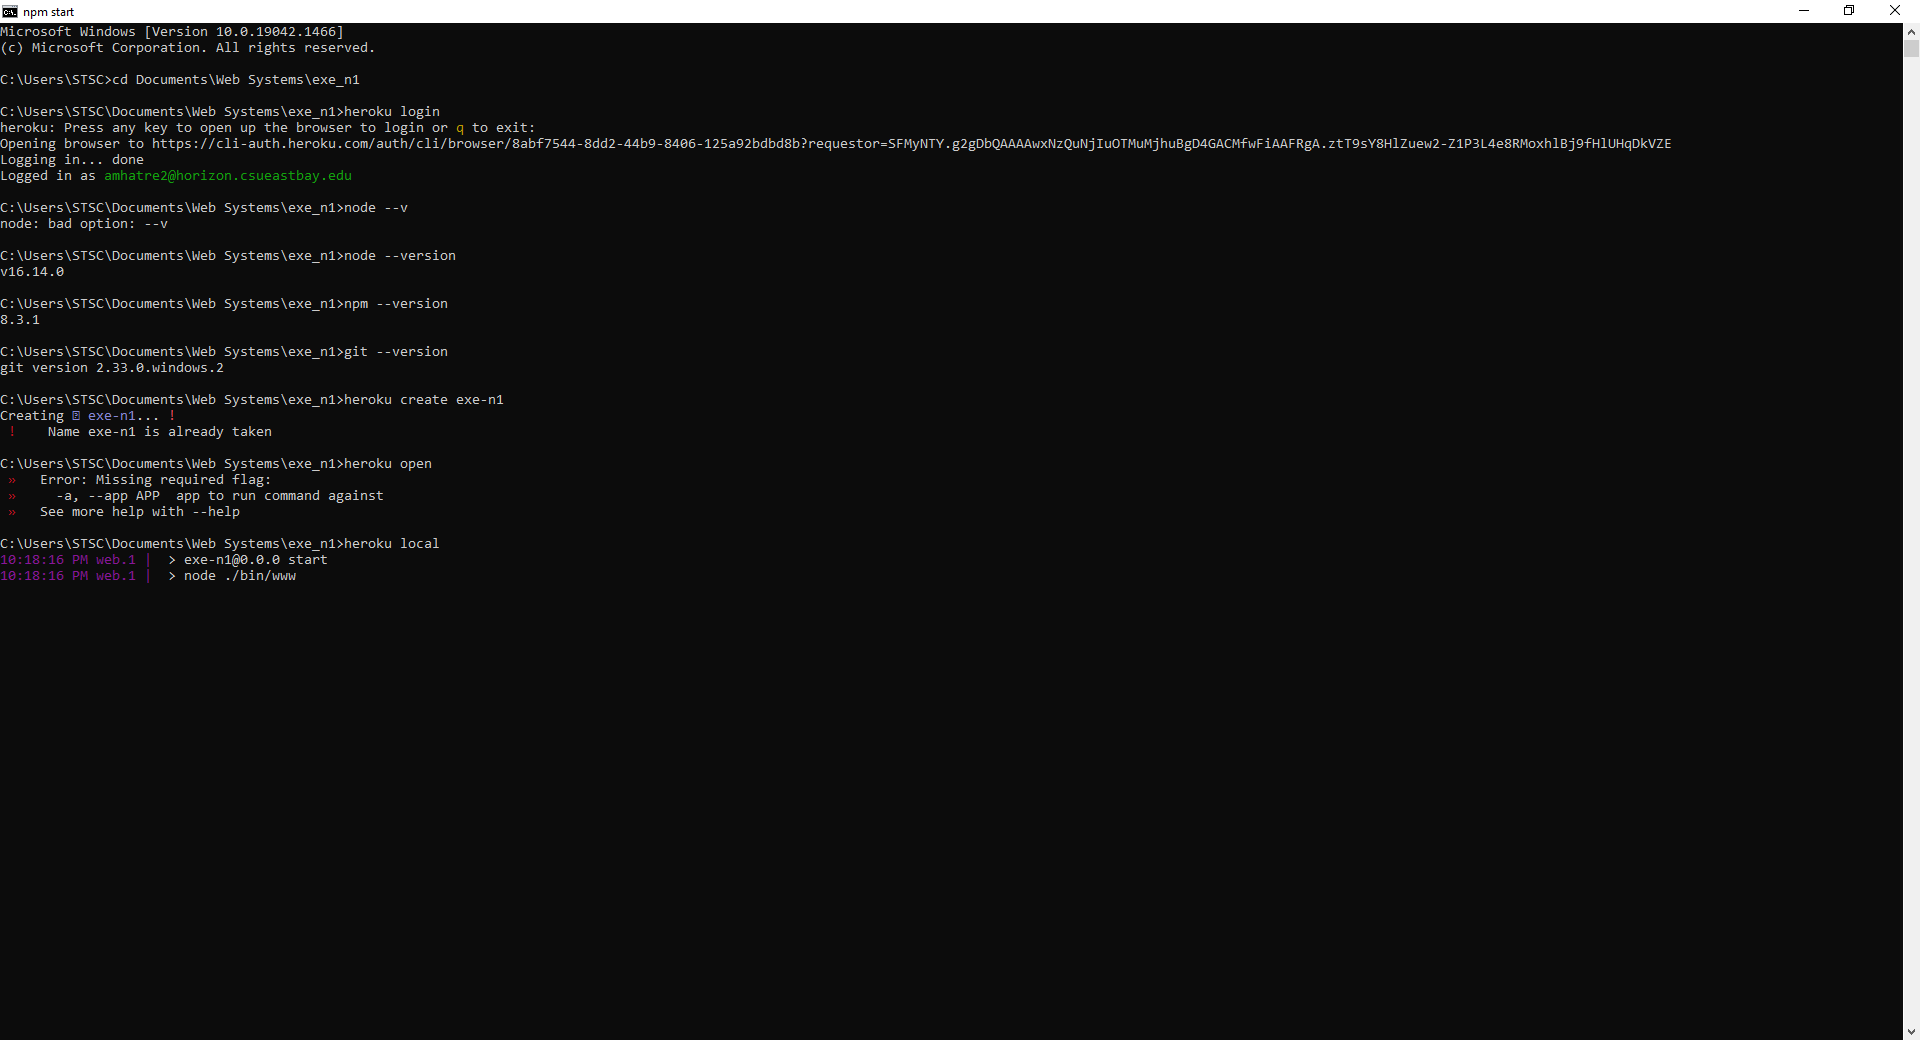 npm start
Microsoft Windows [Version 10.0.19042.1466]
(c) Microsoft Corporation. All rights reserved.
C:\Users\STSC>cd Documents\Web Systems\exe_n1
C:\Users\STSC\Documents\Web Systems\exe_n1>heroku login
heroku: Press any key to open up the browser to login or q to exit:
Opening browser to https://cli-auth.heroku.com/auth/cli/browser/8abf7544-8dd2-44b9-8406-125a92bdbd8b?requestor=SFMyNTY.g2gDbQAAAAwxNzQuNjIuOTMuMjhuBgD4GACMfwFiAAFRgA.ztT9sY8HlZuew2-Z1P3L4e8RMoxhlBj9fHlUHqDkVZE
Logging in... done
Logged in as amhatre2@horizon.csueastbay.edu
C:\Users\STSC\Documents\Web Systems\exe_n1>node --v
node: bad option: --v
C:\Users\STSC\Documents\Web Systems\exe_n1>node --version
v16.14.0
C:\Users\STSC\Documents\Web Systems\exe_n1>npm --version
8.3.1
C:\Users\STSC\Documents\Web Systems\exe_n1>git --version
git version 2.33.0.windows.2
C:\Users\STSC\Documents\Web Systems\exe_n1>heroku create exe-n1
Creating ⍰ exe-n1... !
!    Name exe-n1 is already taken
C:\Users\STSC\Documents\Web Systems\exe_n1>heroku open
»   Error: Missing required flag:
»     -a, --app APP  app to run command against
»   See more help with --help
C:\Users\STSC\Documents\Web Systems\exe_n1>heroku local
10:18:16 PM web.1 |  > exe-n1@0.0.0 start
10:18:16 PM web.1 |  > node ./bin/www